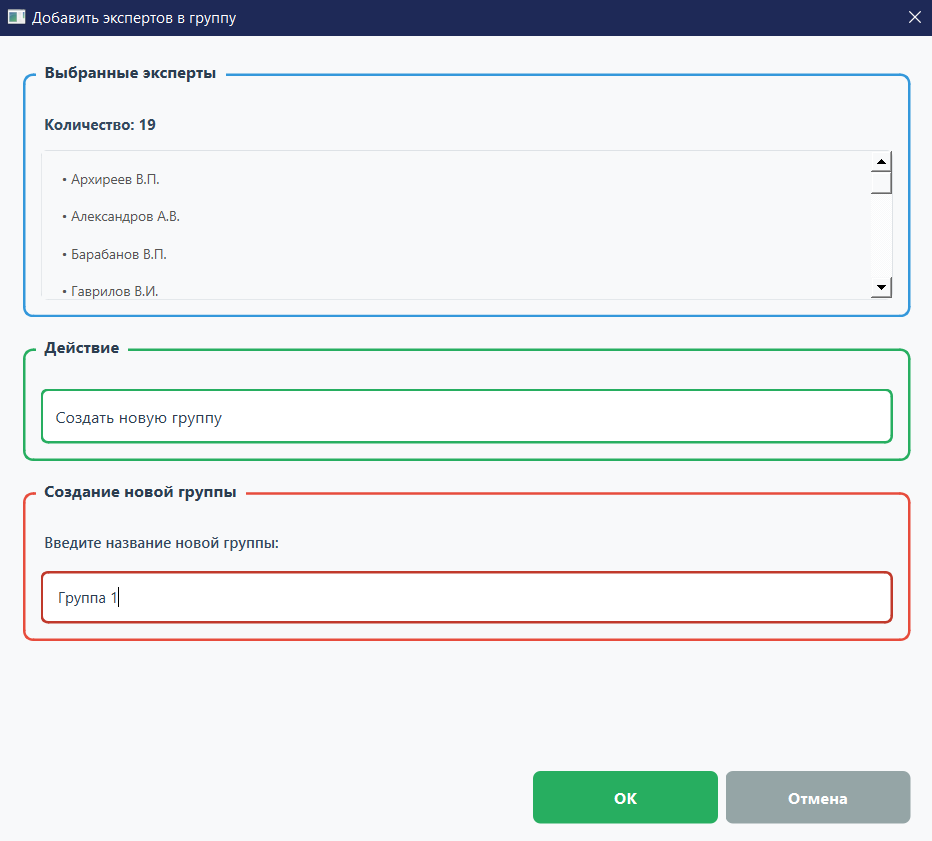 Добавить экспертов в группу
Выбранные эксперты
Количество: 19
• Архиреев В.П.
• Александров А.В.
• Барабанов В.П.
• Гаврилов В.И.
Действие
Создать новую группу
Создание новой группы
Введите название новой группы:
Группа 1
ОК
Отмена